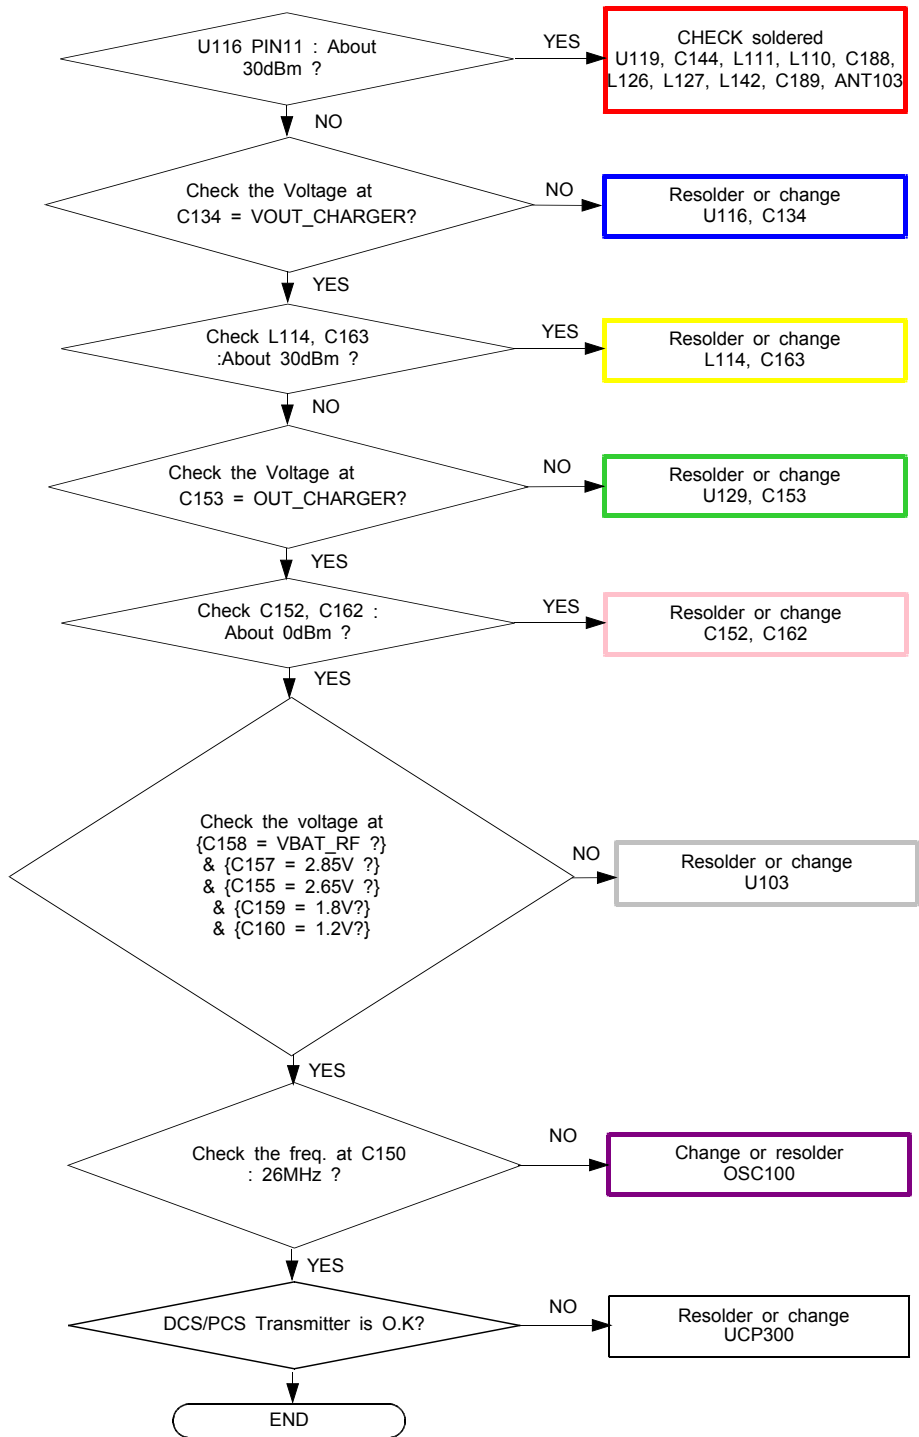 U116 PIN11 : About
30dBm ?
YES
CHECK soldered
U119, C144, L111, L110, C188,
L126, L127, L142, C189, ANT103
NO
Check the Voltage at
C134 = VOUT_CHARGER?
NO
Resolder or change
U116, C134
YES
Check L114, C163
:About 30dBm ?
YES
Resolder or change
L114, C163
NO
Check the Voltage at
C153 = OUT_CHARGER?
NO
Resolder or change
U129, C153
YES
Check C152, C162 :
About 0dBm ?
YES
Resolder or change
C152, C162
YES
Check the voltage at
{C158 = VBAT_RF ?}
& {C157 = 2.85V ?}
& {C155 = 2.65V ?}
& {C159 = 1.8V?}
& {C160 = 1.2V?}
NO
Resolder or change
U103
YES
Check the freq. at C150
: 26MHz ?
NO
Change or resolder
OSC100
YES
DCS/PCS Transmitter is O.K?
NO
Resolder or change
UCP300
END